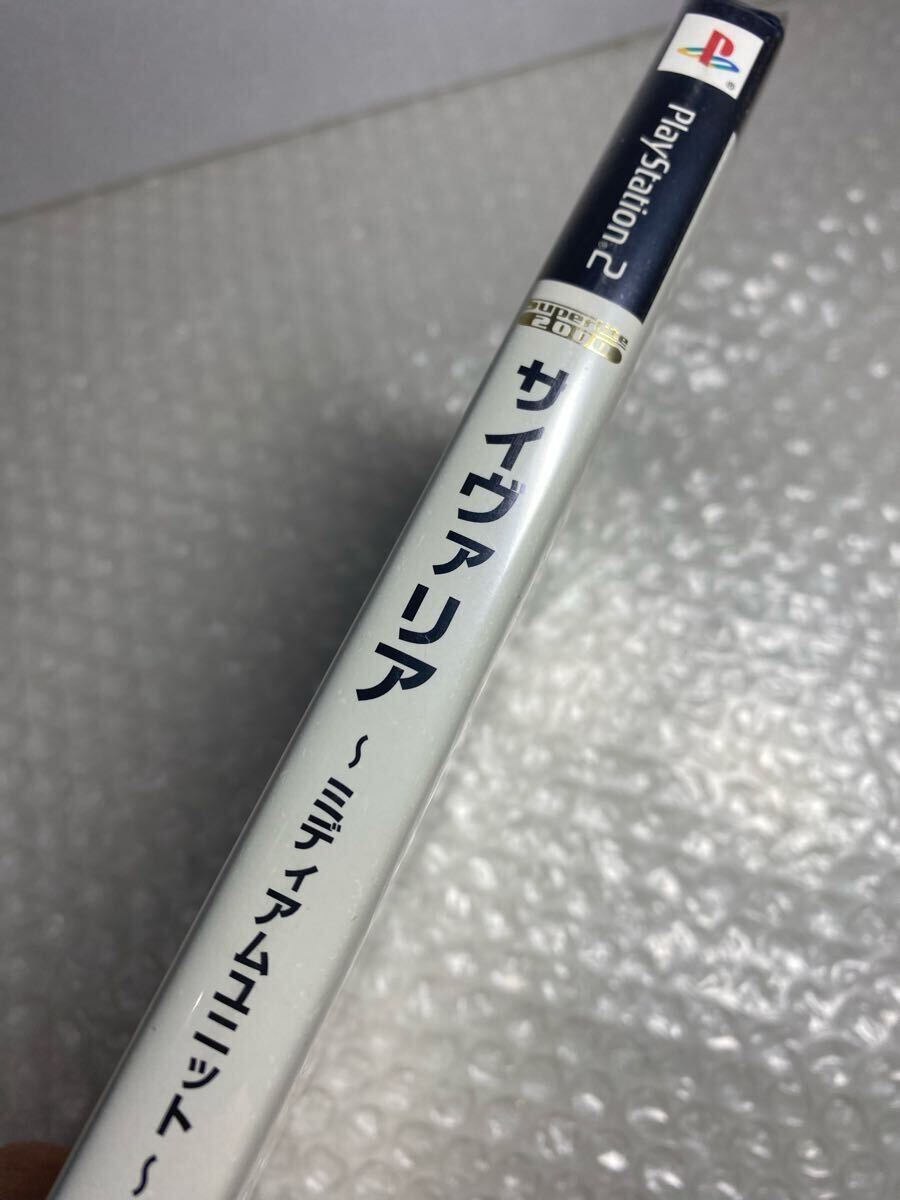 PlayStation®2
SuperLite
2000
サイヴァリア
～ミディアムユニット～